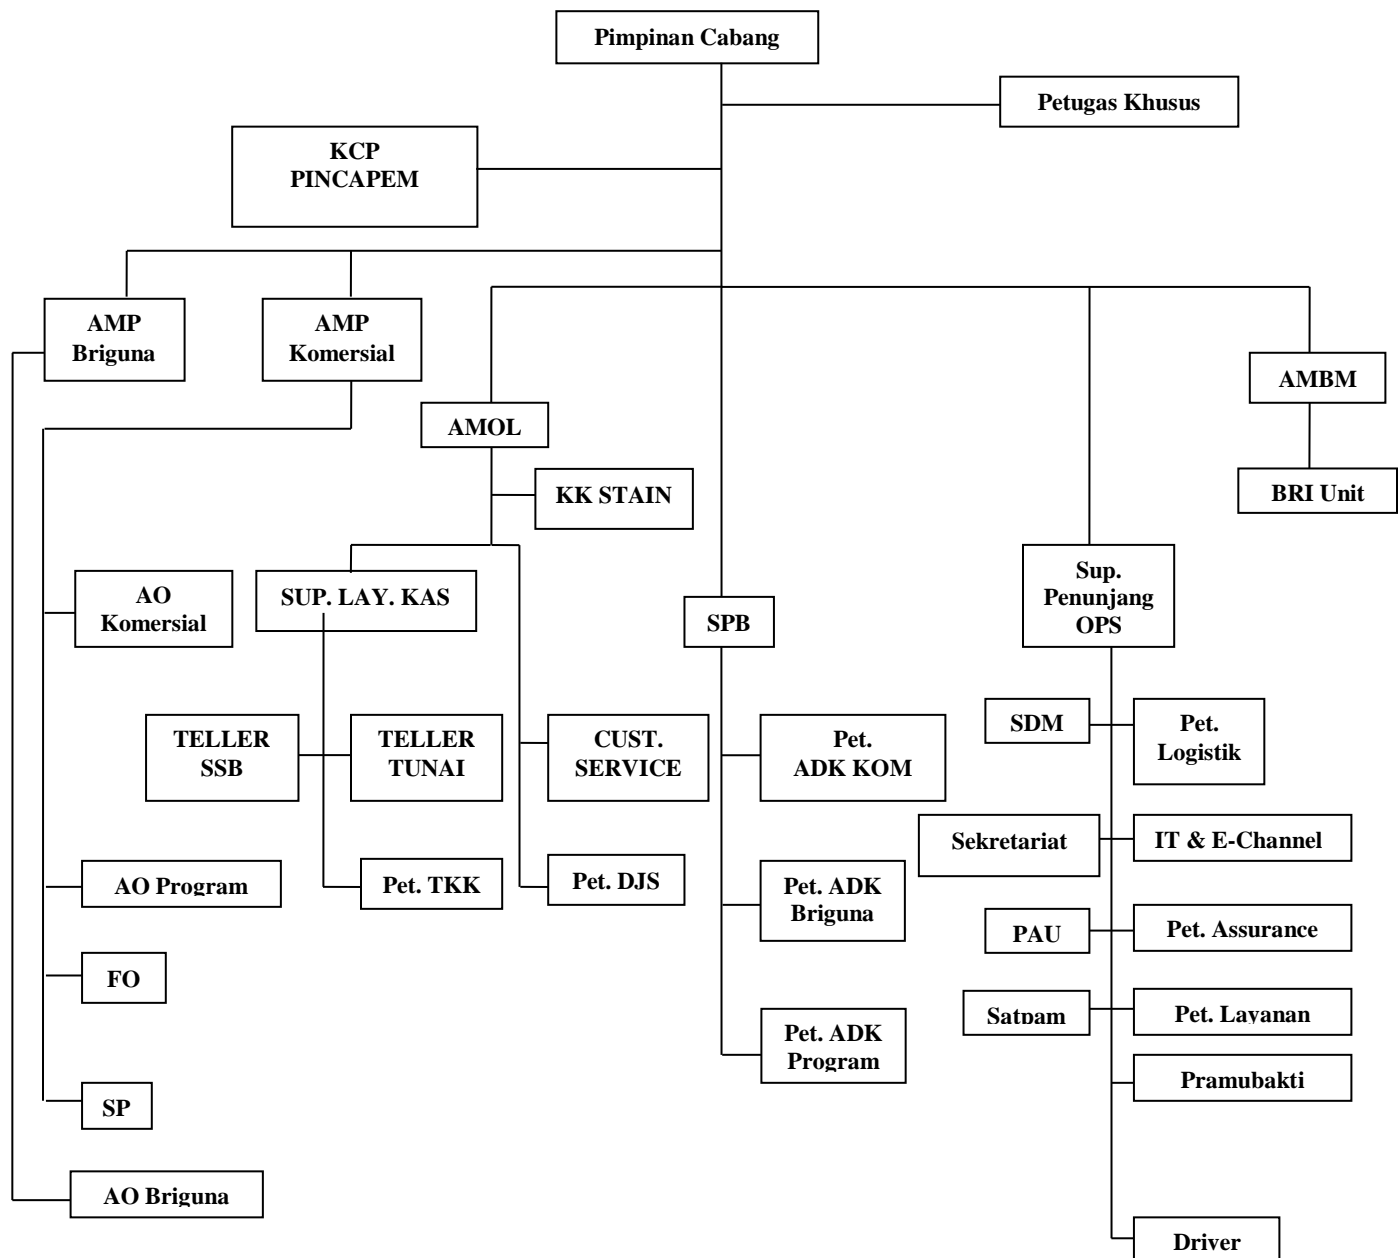 Pimpinan Cabang
Petugas Khusus
KCP
PINCAPEM
AMP
Briguna
AMP
Komersial
AMBM
AMOL
KK STAIN
BRI Unit
AO
Komersial
SUP. LAY. KAS
SPB
Sup.
Penunjang
OPS
TELLER
SSB
TELLER
TUNAI
CUST.
SERVICE
Pet.
ADK KOM
SDM
Pet.
Logistik
Sekretariat
IT & E-Channel
AO Program
Pet. TKK
Pet. DJS
Pet. ADK
Briguna
PAU
Pet. Assurance
FO
Satpam
Pet. Layanan
Pet. ADK
Program
Pramubakti
SP
AO Briguna
Driver